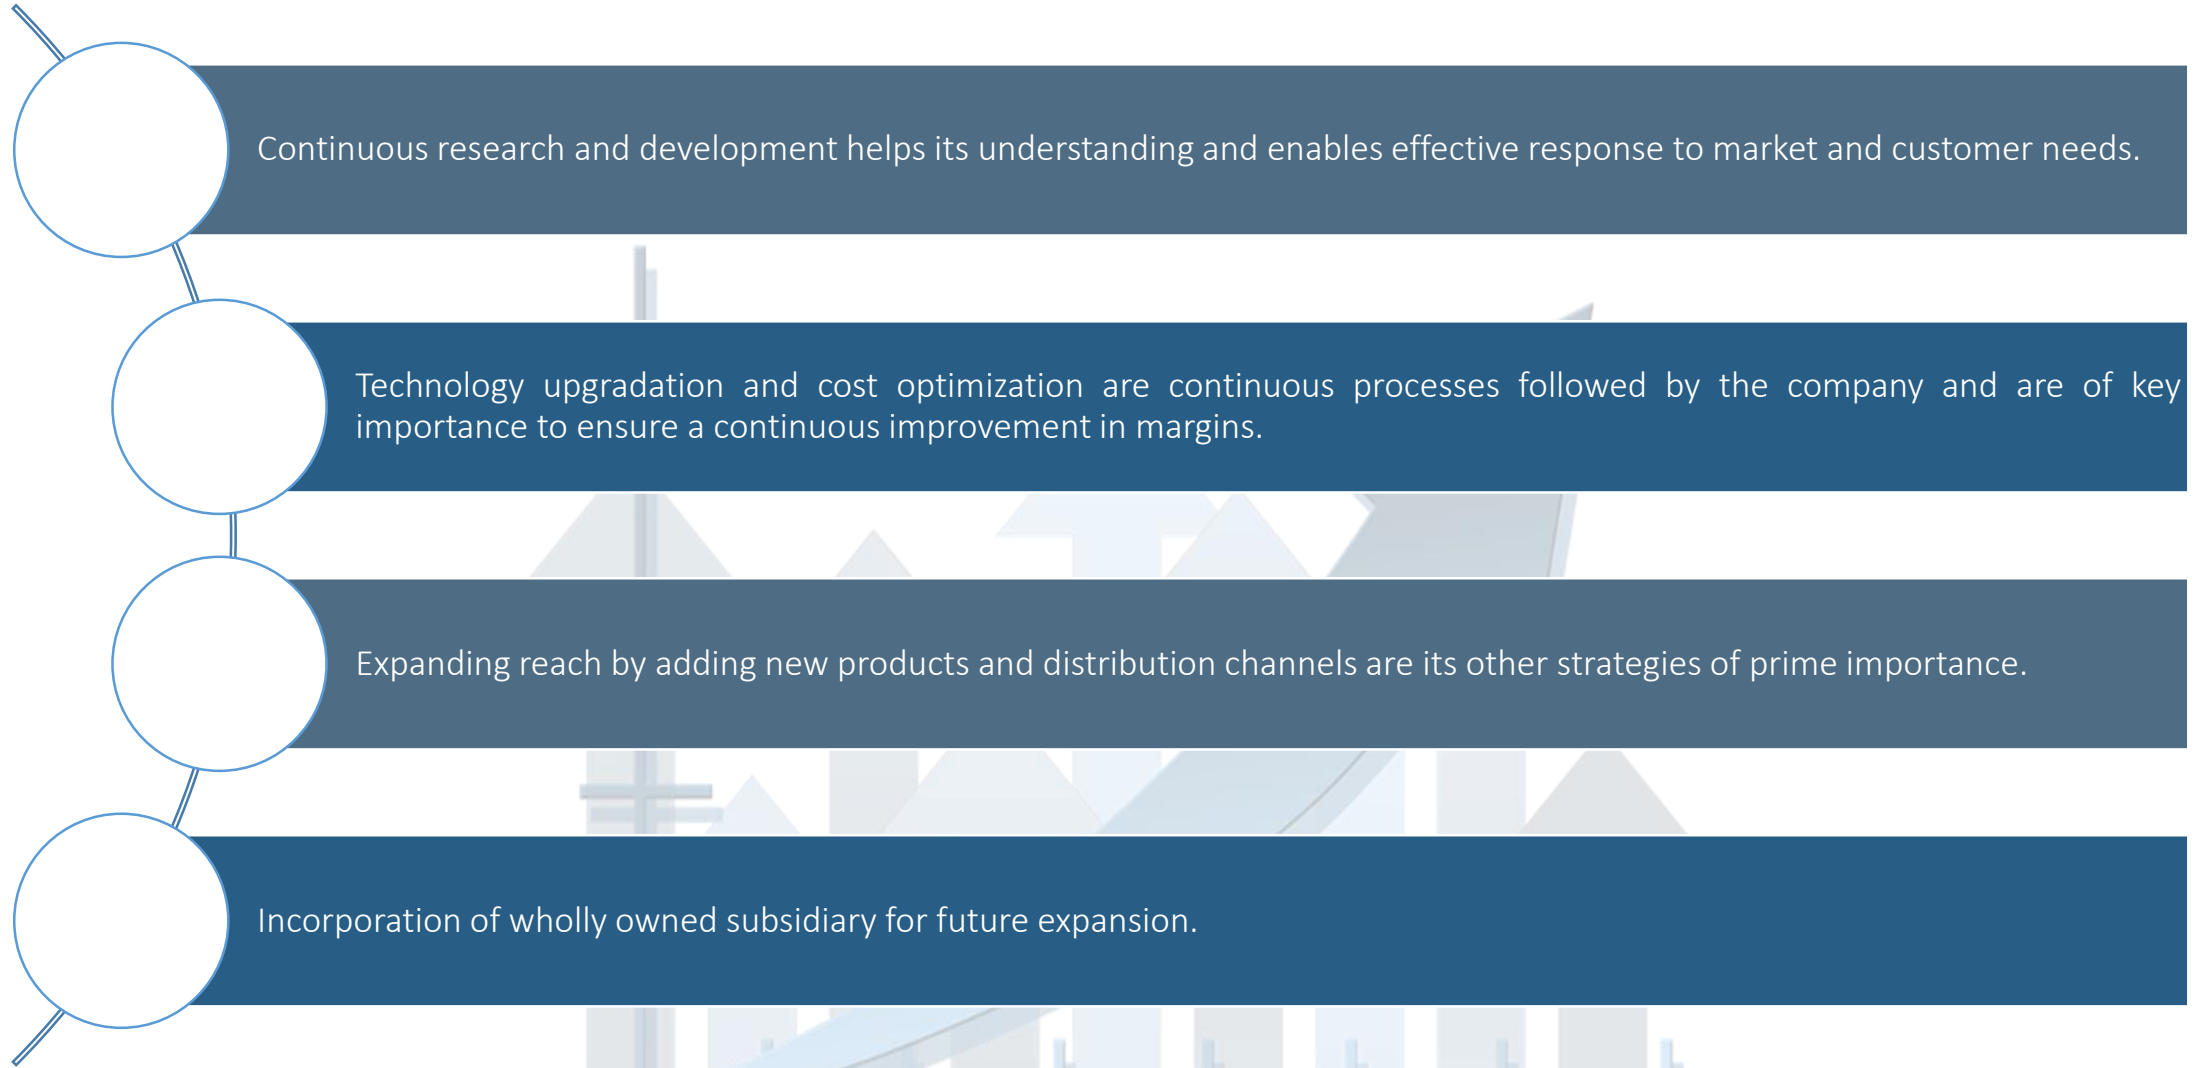 Continuous research and development helps its understanding and enables effective response to market and customer needs.
Technology upgradation and cost optimization are continuous processes followed by the company and are of key
importance to ensure a continuous improvement in margins.
Expanding reach by adding new products and distribution channels are its other strategies of prime importance.
Incorporation of wholly owned subsidiary for future expansion.